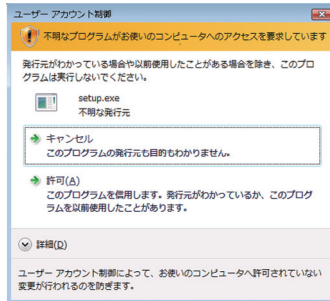 ユーザー アカウント制御
不明なプログラムがお使いのコンピュータへのアクセスを要求しています
発行元がわかっている場合や以前使用したことがある場合を除き、このプロ
グラムは実行しないでください。
setup.exe
不明な発行元
キャンセル
このプログラムの発行元も目的もわかりません。
許可(A)
このプログラムを信用します。発行元がわかっているか、このプログ
ラムを以前使用したことがあります。
詳細(D)
ユーザー アカウント制御によって、お使いのコンピュータへ許可されていない
変更が行われるのを防ぎます。